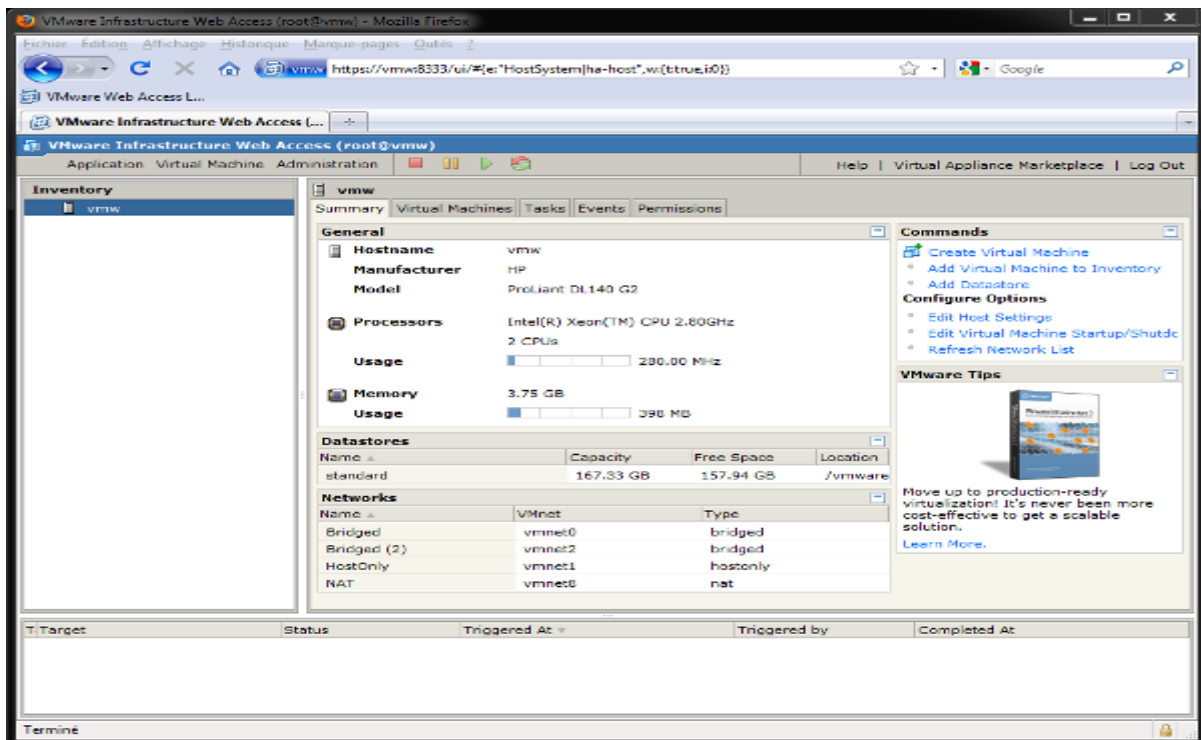 VMware Infrastructure Web Access (root@vmw) - Mozilla Firefox
Fichier Édition Affichage Historique Marque-pages Outils ?
vmw https://vmw:8333/ui/#{e:"HostSystem|ha-host",w:{t:true,i:0}}
Google
VMware Web Access L...
VMware Infrastructure Web Access (...
VMware Infrastructure Web Access (root@vmw)
Application Virtual Machine Administration
Help | Virtual Appliance Marketplace | Log Out
Inventory
vmw
vmw
Summary Virtual Machines Tasks Events Permissions
General
Hostname vmw
Manufacturer HP
Model ProLiant DL140 G2
Processors Intel(R) Xeon(TM) CPU 2.80GHz
2 CPUs
Usage 280.00 MHz
Memory 3.75 GB
Usage 398 MB
Datastores
Name Capacity Free Space Location
standard 167.33 GB 157.94 GB /vmware
Networks
Name VMnet Type
Bridged vmnet0 bridged
Bridged (2) vmnet2 bridged
HostOnly vmnet1 hostonly
NAT vmnet8 nat
Commands
Create Virtual Machine
Add Virtual Machine to Inventory
Add Datastore
Configure Options
Edit Host Settings
Edit Virtual Machine Startup/Shutdc
Refresh Network List
VMware Tips
Move up to production-ready
virtualization! It's never been more
cost-effective to get a scalable
solution.
Learn More.
T Target Status Triggered At Triggered by Completed At
Terminé